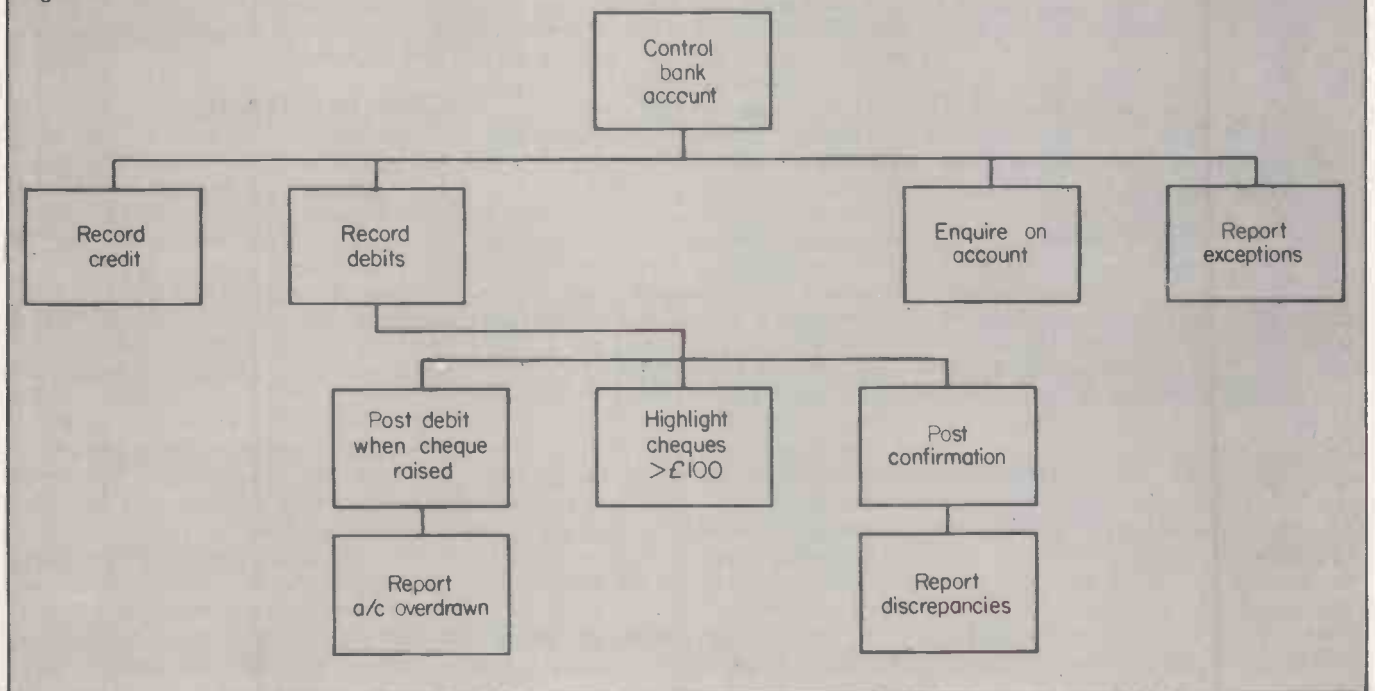 Control
bank
account
Record
credit
Record
debits
Enquire on
account
Report
exceptions
Post debit
when cheque
raised
Highlight
cheques
>£100
Post
confirmation
Report
a/c overdrawn
Report
discrepancies